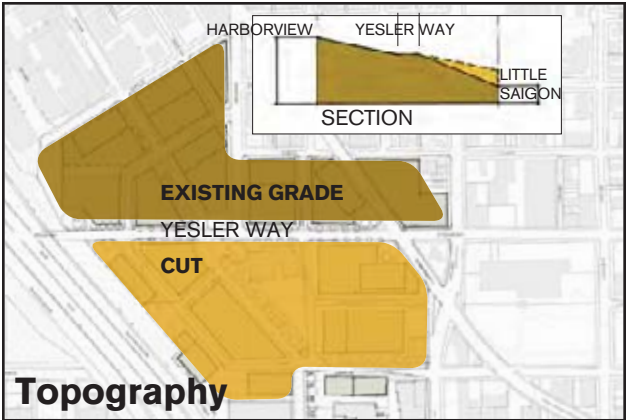 HARBORVIEW YESLER WAY
LITTLE
SAIGON
SECTION
EXISTING GRADE
YESLER WAY
CUT
Topography